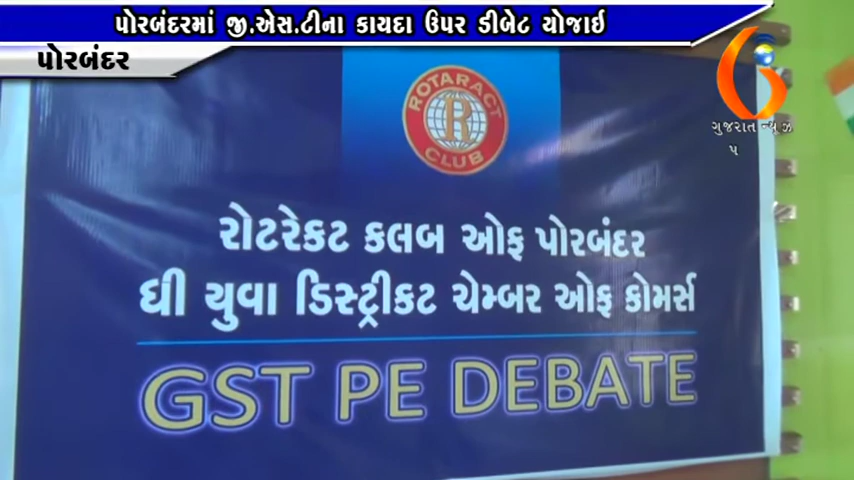 પોરબંદરમાં જી.એસ.ટીના કાયદા ઉપર ડીબેટ યોજાઇ
પોરબંદર
ગુજરાત ન્યૂઝ
પ
ROTARACT
R
CLUB
રોટરેકટ કલબ ઓફ પોરબંદર
ધી યુવા ડિસ્ટ્રીકટ ચેમ્બર ઓફ કોમર્સ
GST PE DEBATE